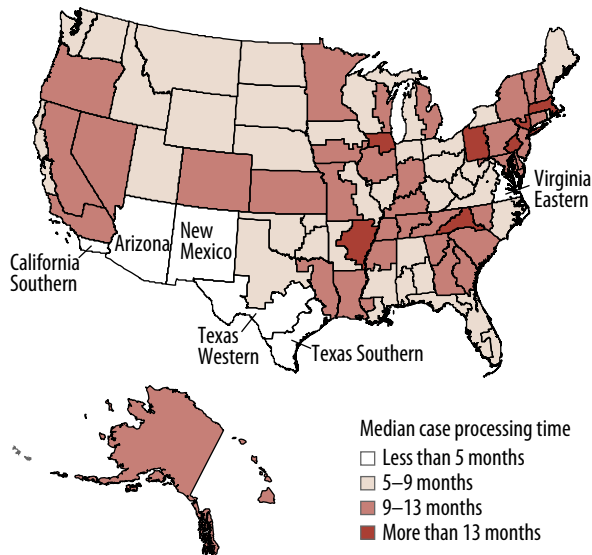 Virginia
Eastern
New
Mexico
Arizona
California
Southern
Texas
Western
Texas Southern
Median case processing time
Less than 5 months
5–9 months
9–13 months
More than 13 months